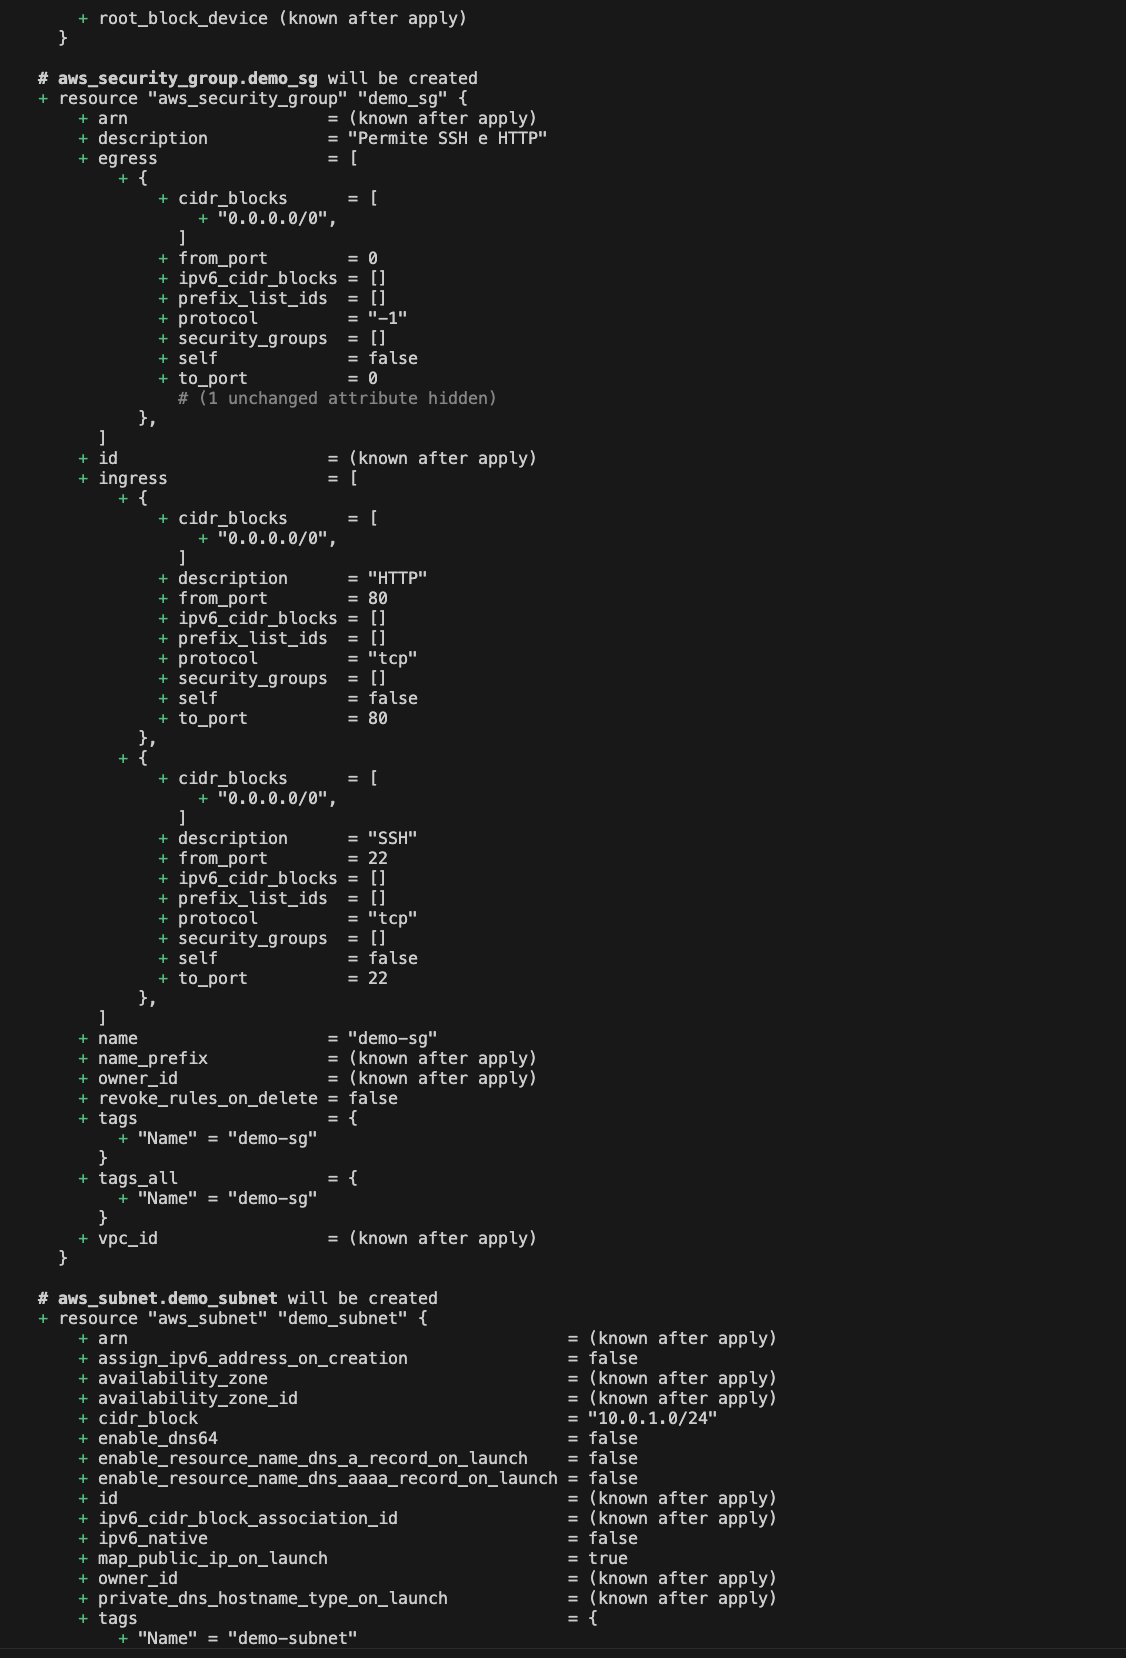 + root_block_device (known after apply)
}
# aws_security_group.demo_sg will be created
+ resource "aws_security_group" "demo_sg" {
+ arn = (known after apply)
+ description = "Permite SSH e HTTP"
+ egress = [
+ {
+ cidr_blocks = [
+ "0.0.0.0/0",
]
+ from_port = 0
+ ipv6_cidr_blocks = []
+ prefix_list_ids = []
+ protocol = "-1"
+ security_groups = []
+ self = false
+ to_port = 0
# (1 unchanged attribute hidden)
},
]
+ id = (known after apply)
+ ingress = [
+ {
+ cidr_blocks = [
+ "0.0.0.0/0",
]
+ description = "HTTP"
+ from_port = 80
+ ipv6_cidr_blocks = []
+ prefix_list_ids = []
+ protocol = "tcp"
+ security_groups = []
+ self = false
+ to_port = 80
},
+ {
+ cidr_blocks = [
+ "0.0.0.0/0",
]
+ description = "SSH"
+ from_port = 22
+ ipv6_cidr_blocks = []
+ prefix_list_ids = []
+ protocol = "tcp"
+ security_groups = []
+ self = false
+ to_port = 22
},
]
+ name = "demo-sg"
+ name_prefix = (known after apply)
+ owner_id = (known after apply)
+ revoke_rules_on_delete = false
+ tags = {
+ "Name" = "demo-sg"
}
+ tags_all = {
+ "Name" = "demo-sg"
}
+ vpc_id = (known after apply)
}
# aws_subnet.demo_subnet will be created
+ resource "aws_subnet" "demo_subnet" {
+ arn = (known after apply)
+ assign_ipv6_address_on_creation = false
+ availability_zone = (known after apply)
+ availability_zone_id = (known after apply)
+ cidr_block = "10.0.1.0/24"
+ enable_dns64 = false
+ enable_resource_name_dns_a_record_on_launch = false
+ enable_resource_name_dns_aaaa_record_on_launch = false
+ id = (known after apply)
+ ipv6_cidr_block_association_id = (known after apply)
+ ipv6_native = false
+ map_public_ip_on_launch = true
+ owner_id = (known after apply)
+ private_dns_hostname_type_on_launch = (known after apply)
+ tags = {
+ "Name" = "demo-subnet"